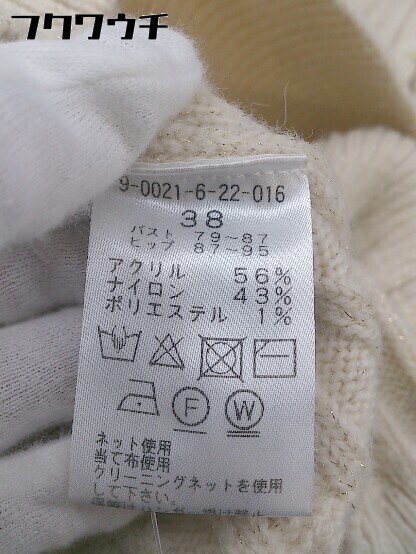 フクワウチ
9-0021-6-22-016
38
バスト 79~87
ヒップ 87~95
アクリル 56%
ナイロン 43%
ポリエステル 1%
F W
ネット使用
当て布使用
クリーニングネットを使用
して下さい。